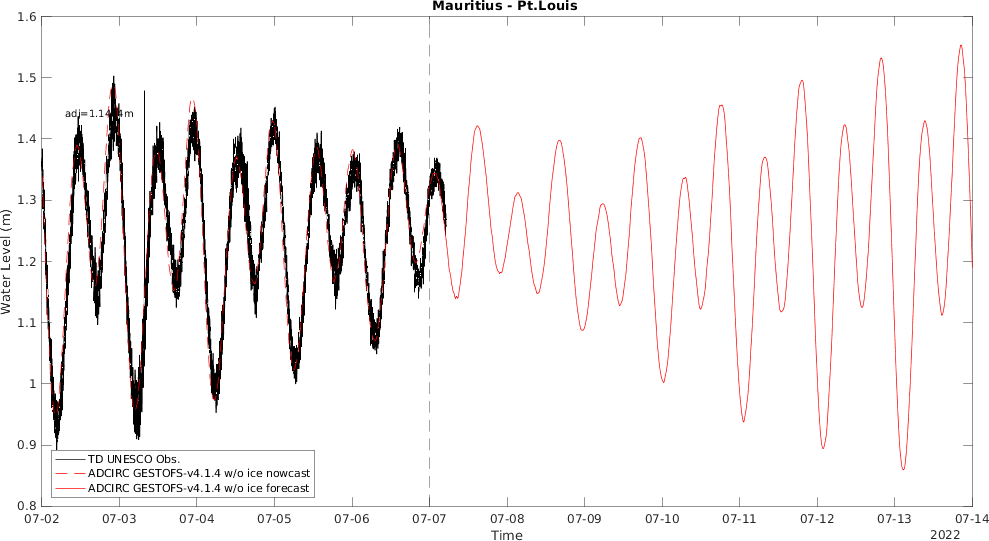 Mauritius - Pt.Louis
1.6
1.5
1.4
1.3
1.2
1.1
1
0.9
0.8
Water Level (m)
TD UNESCO Obs.
ADCIRC GESTOFS-v4.1.4 w/o ice nowcast
ADCIRC GESTOFS-v4.1.4 w/o ice forecast
07-02 07-03 07-04 07-05 07-06 07-07 07-08 07-09 07-10 07-11 07-12 07-13 07-14
Time
2022